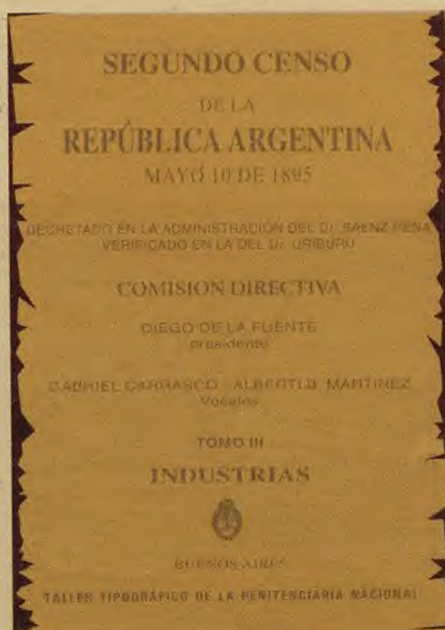 SEGUNDO CENSO
DE LA
REPÚBLICA ARGENTINA
MAYO 10 DE 1895
DECRETADO EN LA ADMINISTRACIÓN DEL Dr. SAENZ PEÑA
VERIFICADO EN LA DEL Dr. URIBURU
COMISION DIRECTIVA
DIEGO DE LA FUENTE
presidente
GABRIEL CARRASCO - ALBERTI B. MARTINEZ
Vocales
TOMO III
INDUSTRIAS
BUENOS AIRES
TALLER TIPOGRÁFICO DE LA PENITENCIARIA NACIONAL